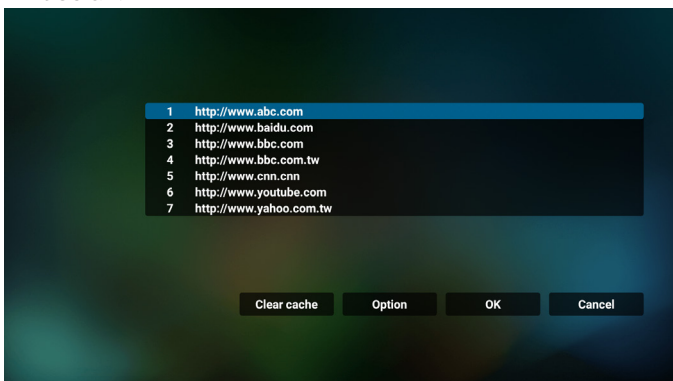 1 http://www.abc.com
2 http://www.baidu.com
3 http://www.bbc.com
4 http://www.bbc.com.tw
5 http://www.cnn.cnn
6 http://www.youtube.com
7 http://www.yahoo.com.tw
Clear cache Option OK Cancel